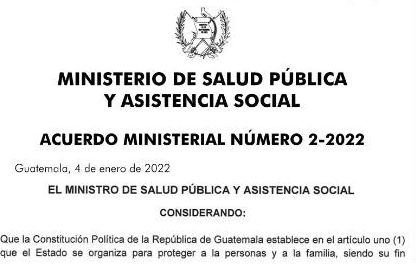 MINISTERIO DE SALUD PÚBLICA
Y ASISTENCIA SOCIAL
ACUERDO MINISTERIAL NÚMERO 2-2022
Guatemala, 4 de enero de 2022
EL MINISTRO DE SALUD PÚBLICA Y ASISTENCIA SOCIAL
CONSIDERANDO:
Que la Constitución Política de la República de Guatemala establece en el artículo uno (1)
que el Estado se organiza para proteger a la personas y a la familia, siendo su fin